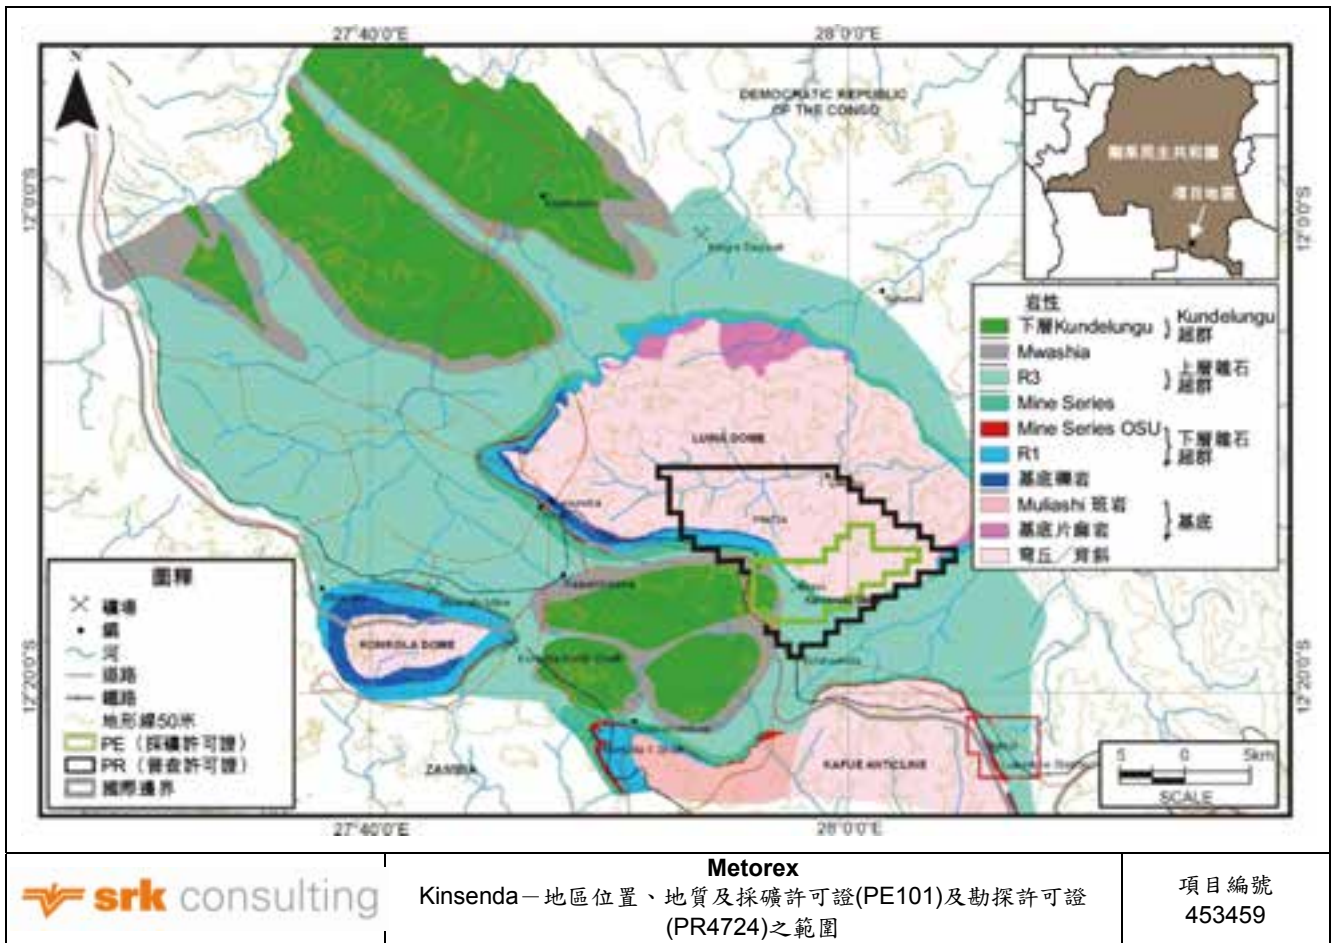 27°40'0"E
28°0'0"E
N
DEMOCRATIC REPUBLIC
OF THE CONGO
剛果民主共和國
項目地區
12°0'0"S
12°0'0"S
岩性
下層Kundelungu
Kundelungu
超群
Mwashia
R3
上層雜石
超群
Mine Series
Mine Series OSU
下層雜石
超群
R1
基底礫岩
Muliashi 班岩
基底
基底片麻岩
穹丘／背斜
LUINA DOME
圖釋
礦場
鎮
河
道路
鐵路
地形線50米
PE（採礦許可證）
PR（普查許可證）
國際邊界
KONKOLA DOME
ZAMBIA
KAFUE ANTICLINE
12°20'0"S
12°20'0"S
5 0 5km
SCALE
27°40'0"E
28°0'0"E
srk consulting
Metorex
Kinsenda－地區位置、地質及採礦許可證(PE101)及勘探許可證
(PR4724)之範圍
項目編號
453459